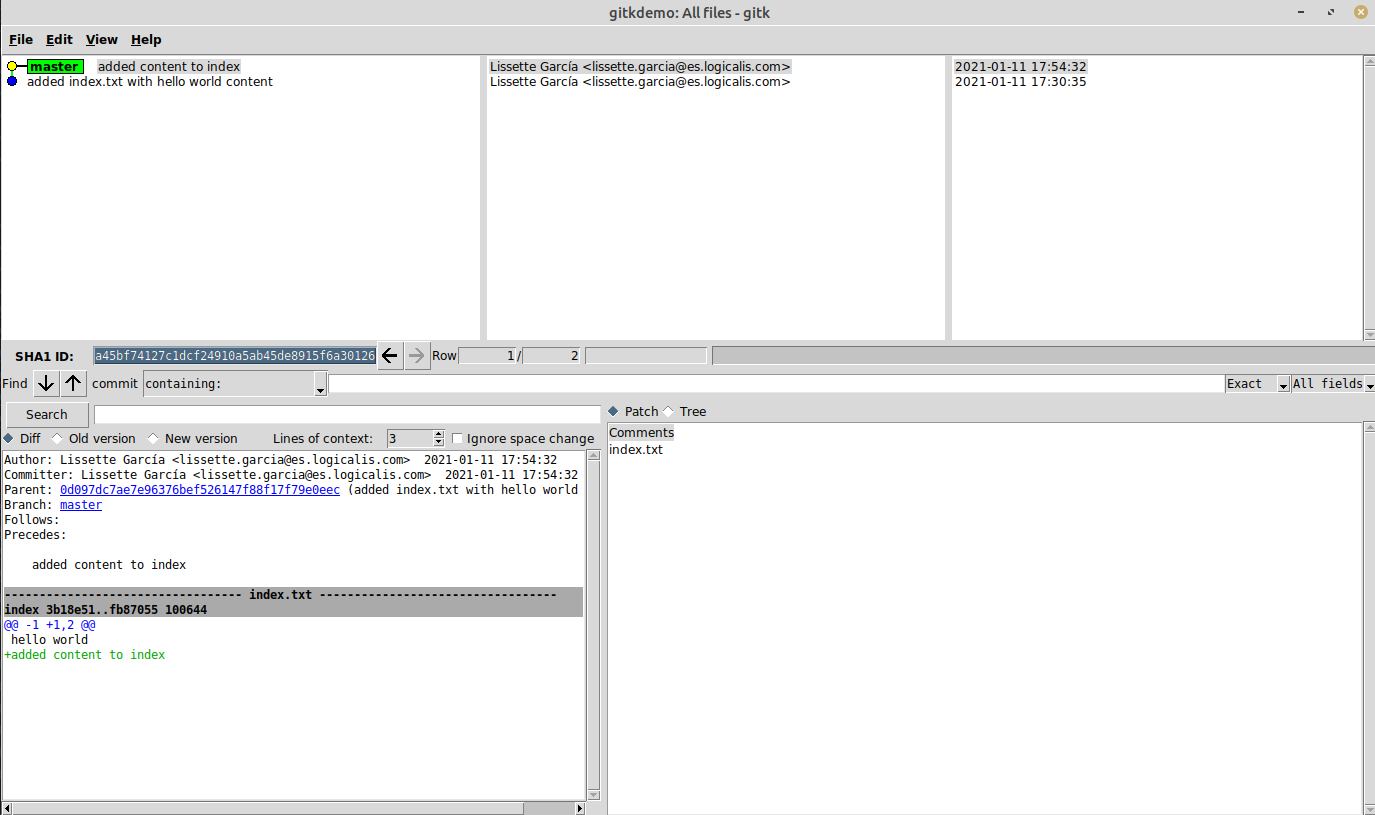 gitkdemo: All files - gitk
File Edit View Help
master added content to index Lissette García <lissette.garcia@es.logicalis.com> 2021-01-11 17:54:32
added index.txt with hello world content Lissette García <lissette.garcia@es.logicalis.com> 2021-01-11 17:30:35
SHA1 ID: a45bf74127c1dcf24910a5ab45de8915f6a30126 Row 1 / 2
Find commit containing: Exact All fields
Search Patch Tree
Diff Old version New version Lines of context: 3 Ignore space change
Comments
index.txt
Author: Lissette García <lissette.garcia@es.logicalis.com> 2021-01-11 17:54:32
Committer: Lissette García <lissette.garcia@es.logicalis.com> 2021-01-11 17:54:32
Parent: 0d097dc7ae7e96376bef526147f88f17f79e0eec (added index.txt with hello world
Branch: master
Follows:
Precedes:
added content to index
---------------------------------- index.txt ----------------------------------
index 3b18e51..fb87055 100644
@@ -1 +1,2 @@
hello world
+added content to index